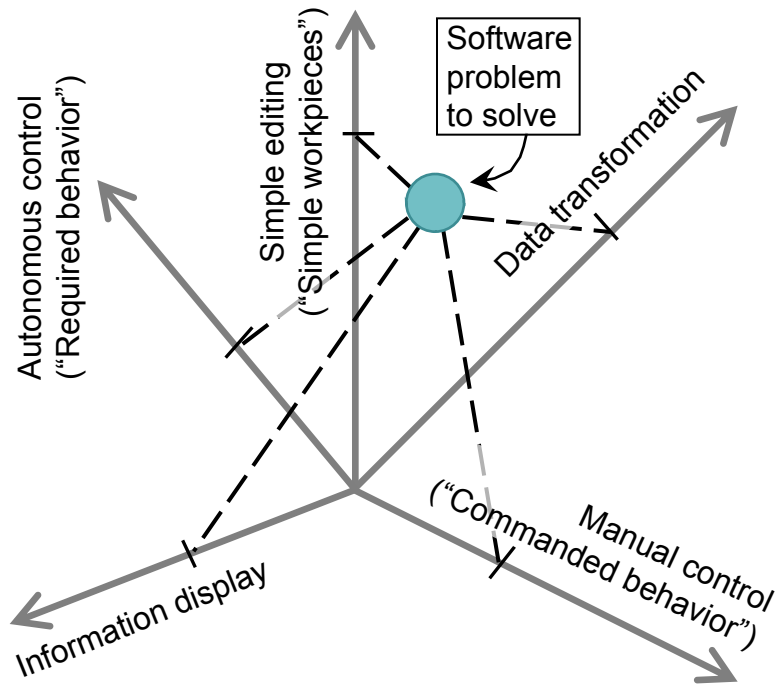 Software
problem
to solve
Simple editing
(“Simple workpieces”)
Autonomous control
(“Required behavior”)
Data transformation
Manual control
(“Commanded behavior”)
Information display